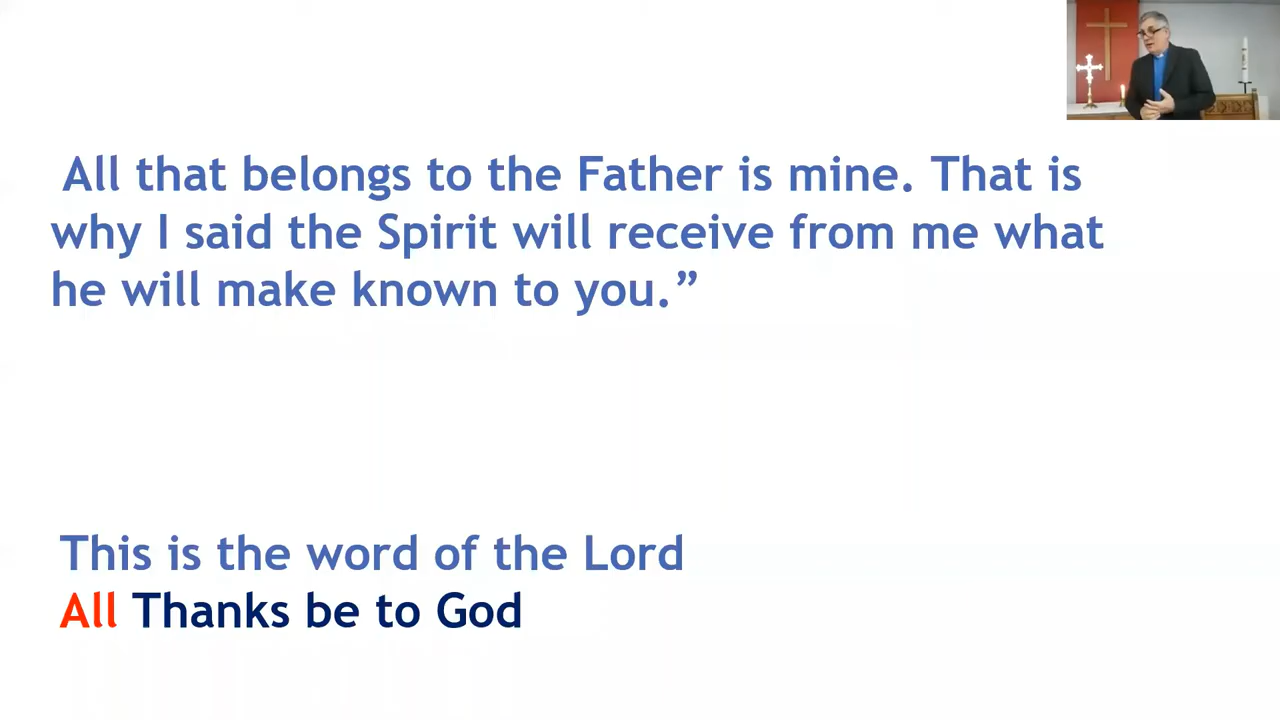 All that belongs to the Father is mine. That is
why I said the Spirit will receive from me what
he will make known to you.”
This is the word of the Lord
All Thanks be to God